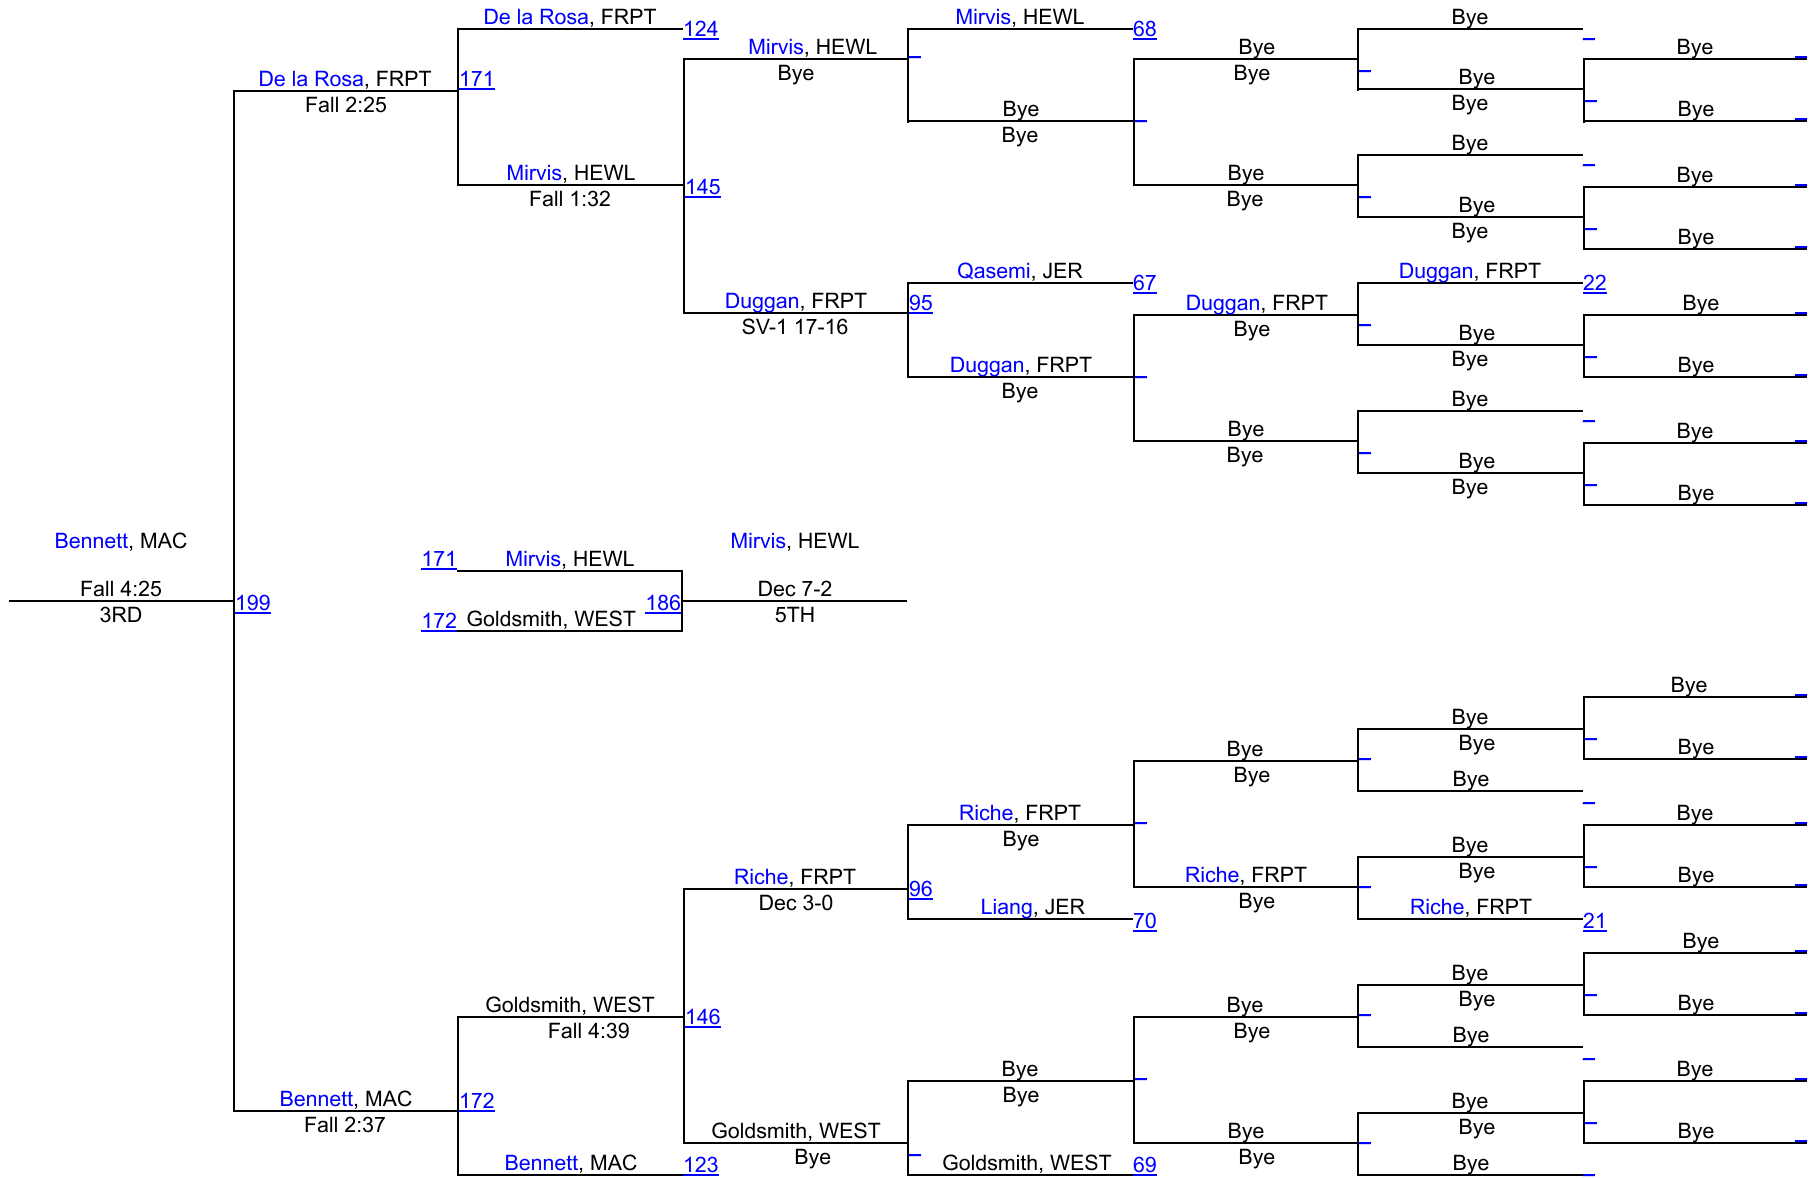 De la Rosa, FRPT
124
Mirvis, HEWL
68
Bye
Mirvis, HEWL
Bye
Bye
Bye
Bye
Bye
De la Rosa, FRPT
Fall 2:25
171
Bye
Bye
Bye
Bye
Bye
Bye
Bye
Mirvis, HEWL
Fall 1:32
145
Bye
Bye
Bye
Bye
Bye
Bye
Qasemi, JER
67
Duggan, FRPT
22
Duggan, FRPT
SV-1 17-16
95
Duggan, FRPT
Bye
Bye
Bye
Bye
Duggan, FRPT
Bye
Bye
Bye
Bye
Bye
Bye
Bye
Bye
Bye
Bennett, MAC
Fall 4:25
3RD
199
171
Mirvis, HEWL
172
Goldsmith, WEST
186
Mirvis, HEWL
Dec 7-2
5TH
Bye
Bye
Bye
Bye
Bye
Bye
Bye
Riche, FRPT
Bye
Bye
Bye
Bye
Riche, FRPT
Dec 3-0
96
Riche, FRPT
Bye
Bye
Liang, JER
70
Riche, FRPT
21
Bye
Bye
Bye
Goldsmith, WEST
Fall 4:39
146
Bye
Bye
Bye
Bye
Bye
Bye
Bye
Bennett, MAC
Fall 2:37
172
Bye
Bye
Goldsmith, WEST
Bye
Bye
Bye
Bye
Bennett, MAC
123
Goldsmith, WEST
69
Bye